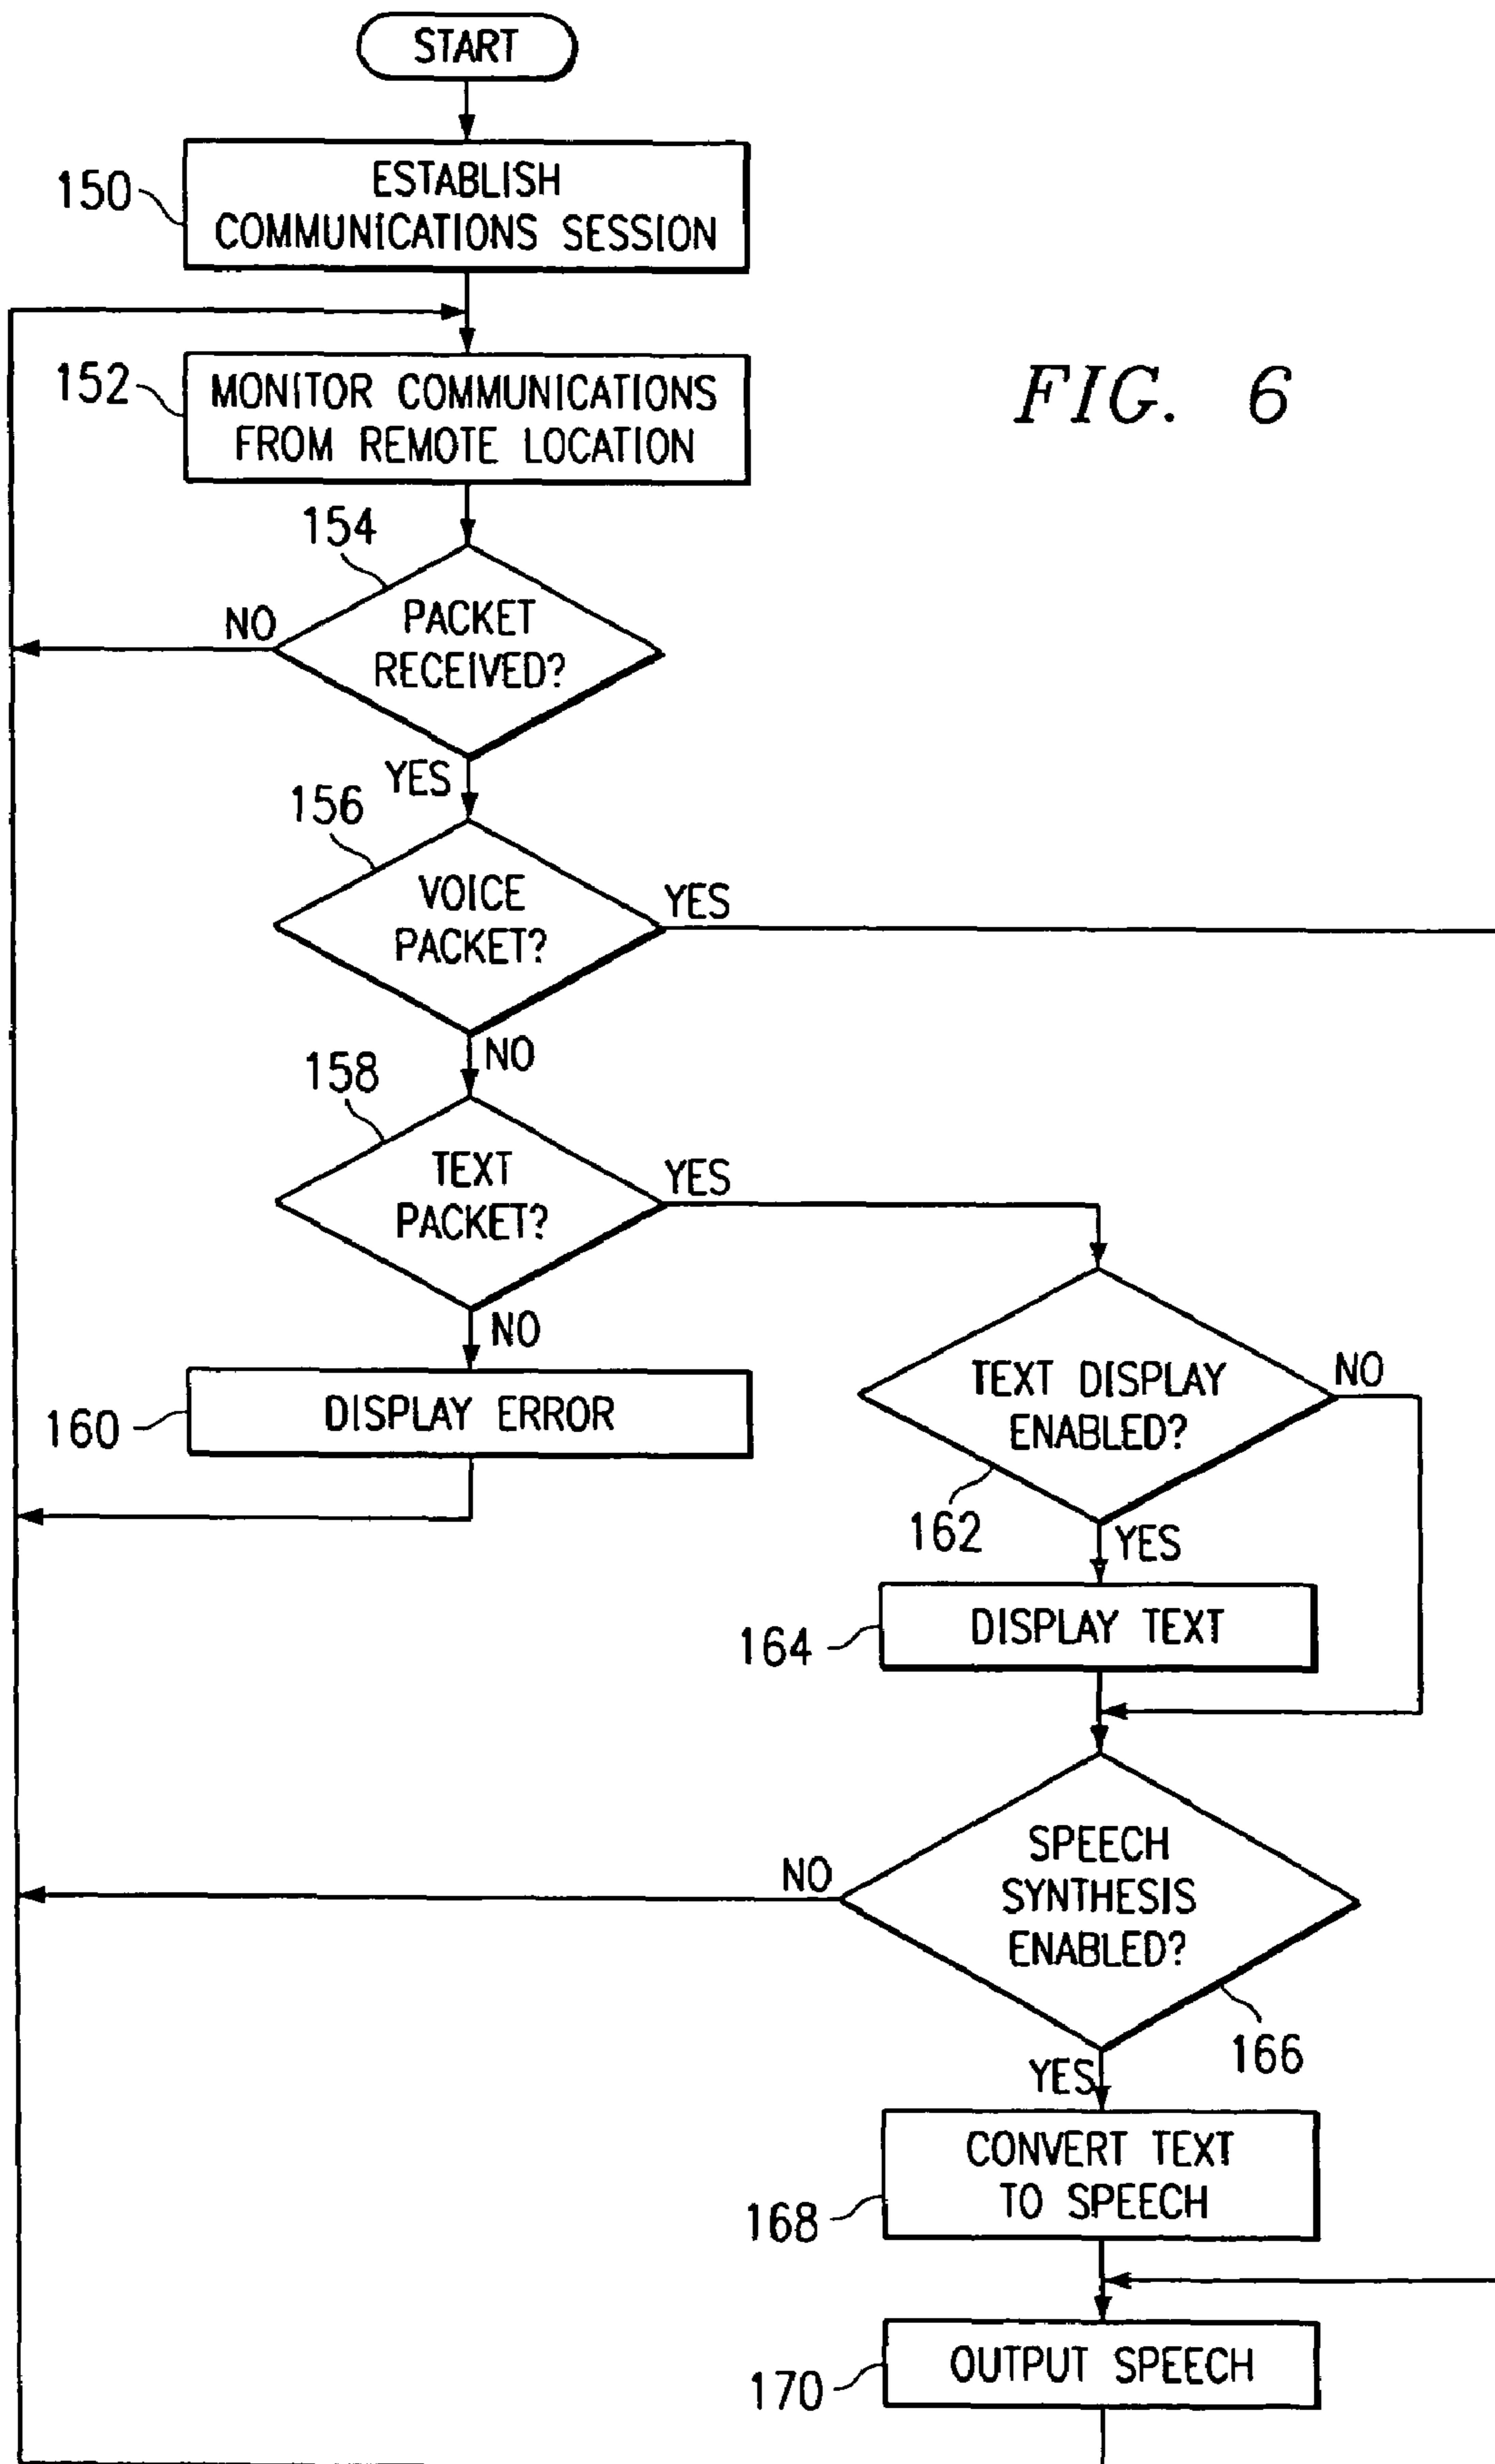 START
150
ESTABLISH
COMMUNICATIONS SESSION
152
MONITOR COMMUNICATIONS
FROM REMOTE LOCATION
FIG. 6
154
PACKET
RECEIVED?
NO
YES
156
VOICE
PACKET?
YES
NO
158
TEXT
PACKET?
YES
NO
160
DISPLAY ERROR
TEXT DISPLAY
ENABLED?
NO
162
YES
164
DISPLAY TEXT
SPEECH
SYNTHESIS
ENABLED?
NO
166
YES
168
CONVERT TEXT
TO SPEECH
170
OUTPUT SPEECH